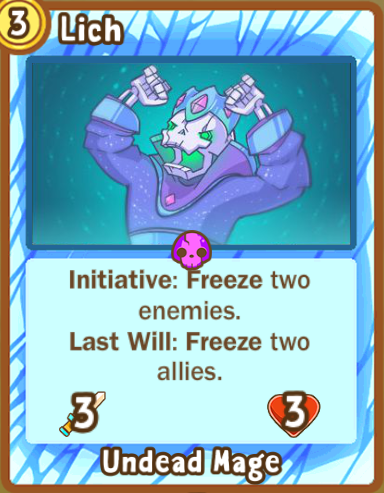 3
Lich
Initiative: Freeze two
enemies.
Last Will: Freeze two
allies.
3
3
Undead Mage